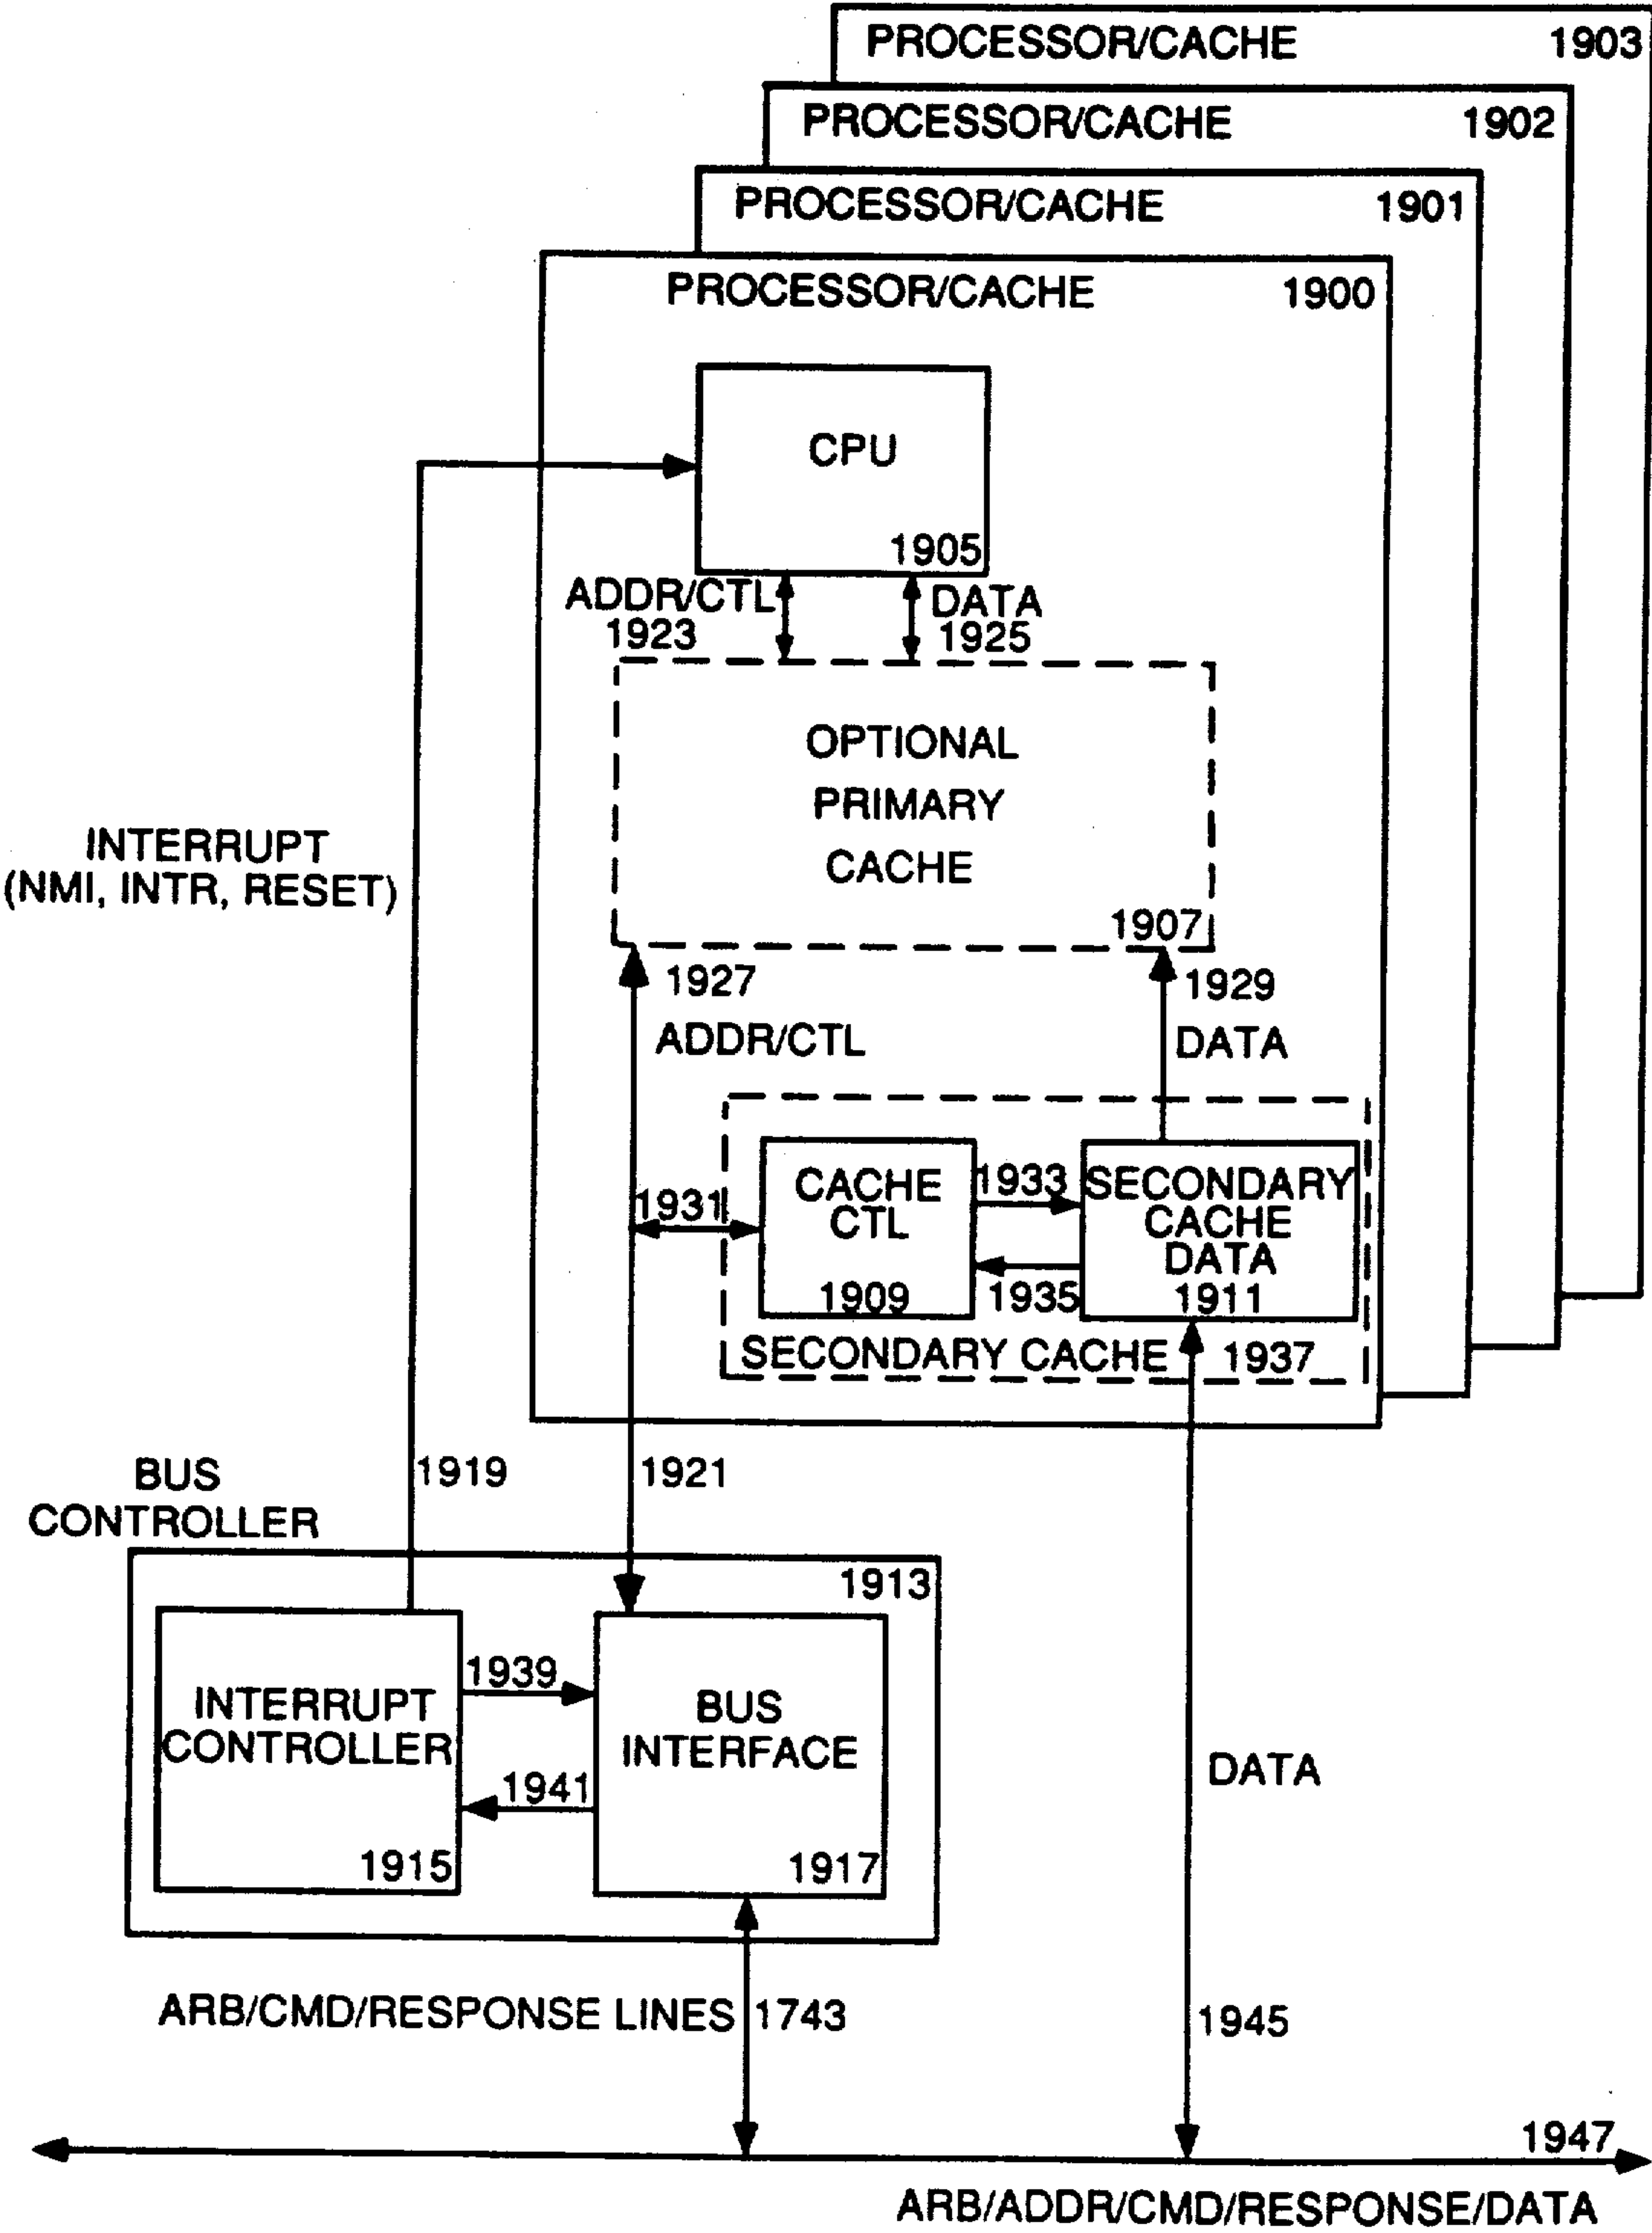 PROCESSOR/CACHE 1903
PROCESSOR/CACHE 1902
PROCESSOR/CACHE 1901
PROCESSOR/CACHE 1900
CPU
1905
ADDR/CTL
1923
DATA
1925
OPTIONAL
PRIMARY
CACHE
1907
INTERRUPT
(NMI, INTR, RESET)
1927
ADDR/CTL
1929
DATA
1931
CACHE
CTL
1909
1933
1935
SECONDARY
CACHE
DATA
1911
SECONDARY CACHE 1937
BUS
CONTROLLER
1919
1921
1913
INTERRUPT
CONTROLLER
1915
1939
1941
BUS
INTERFACE
1917
DATA
ARB/CMD/RESPONSE LINES 1743
1945
1947
ARB/ADDR/CMD/RESPONSE/DATA